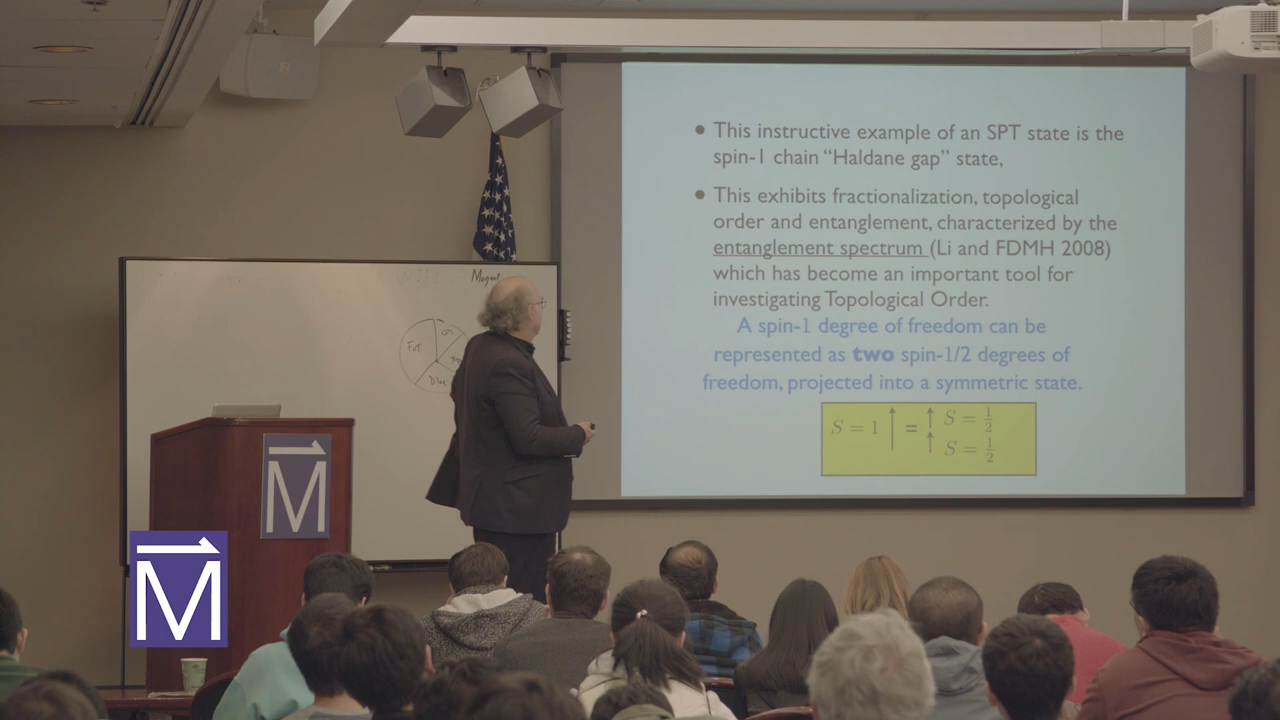 • This instructive example of an SPT state is the
spin-1 chain “Haldane gap” state,
• This exhibits fractionalization, topological
order and entanglement, characterized by the
entanglement spectrum (Li and FDMH 2008)
which has become an important tool for
investigating Topological Order.
A spin-1 degree of freedom can be
represented as two spin-1/2 degrees of
freedom, projected into a symmetric state.
S = 1 ↑ = ↑ S = 1/2
↑ S = 1/2
M
M